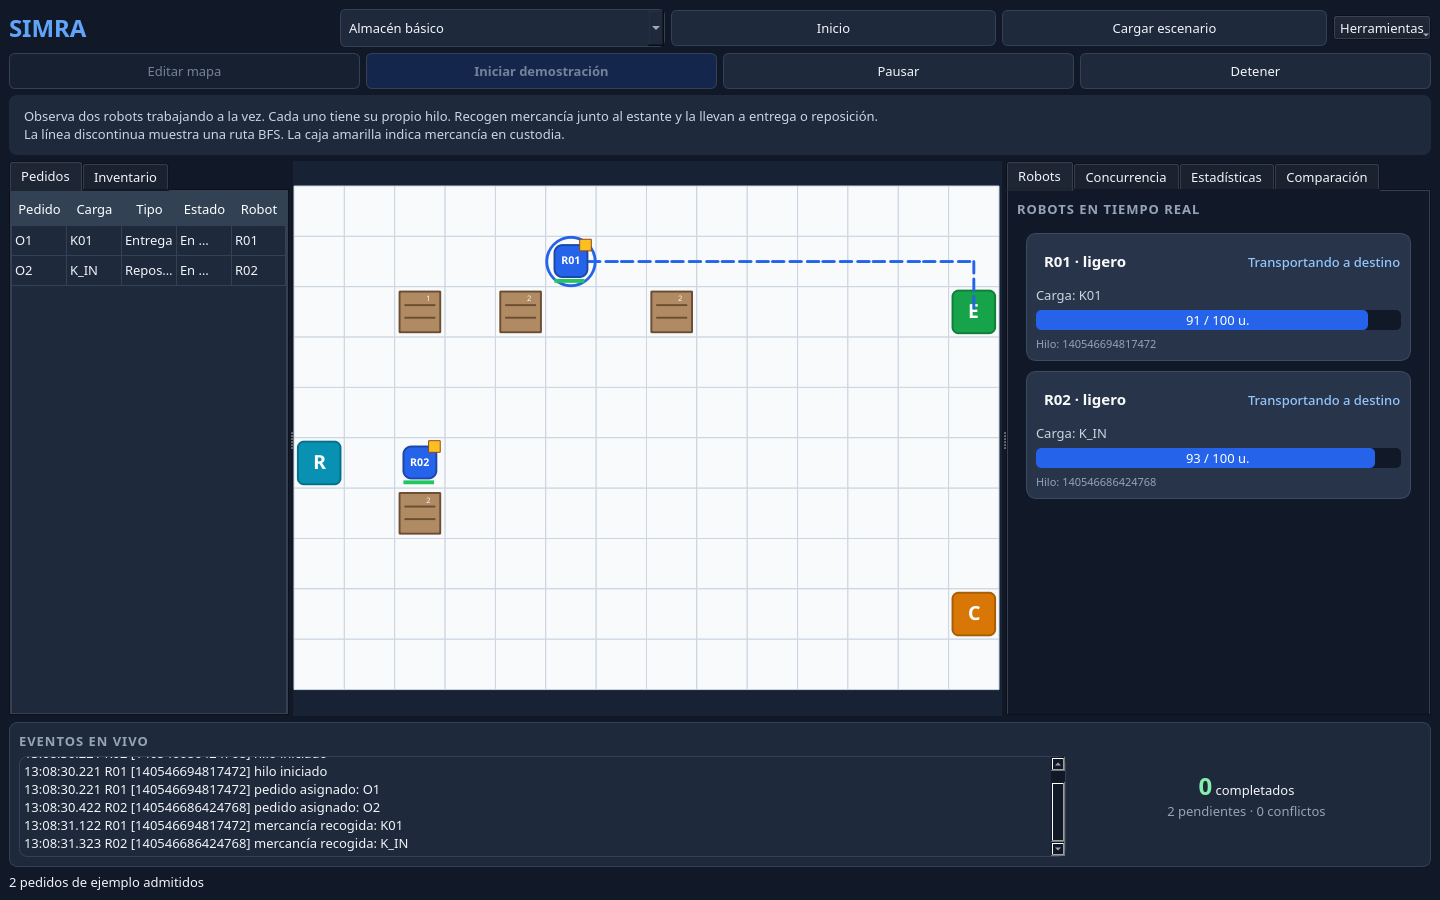 SIMRA
Almacén básico
Inicio
Cargar escenario
Herramientas
Editar mapa
Iniciar demostración
Pausar
Detener
Observa dos robots trabajando a la vez. Cada uno tiene su propio hilo. Recogen mercancía junto al estante y la llevan a entrega o reposición.
La línea discontinua muestra una ruta BFS. La caja amarilla indica mercancía en custodia.
Pedidos
Inventario
Pedido Carga Tipo Estado Robot
O1 K01 Entrega En ... R01
O2 K_IN Repos... En ... R02
R01
1
2
2
E
R
R02
2
C
Robots
Concurrencia
Estadísticas
Comparación
ROBOTS EN TIEMPO REAL
R01 · ligero
Transportando a destino
Carga: K01
91 / 100 u.
Hilo: 140546694817472
R02 · ligero
Transportando a destino
Carga: K_IN
93 / 100 u.
Hilo: 140546686424768
EVENTOS EN VIVO
13:08:30.221 R02 [140546686424768] hilo iniciado
13:08:30.221 R01 [140546694817472] hilo iniciado
13:08:30.221 R01 [140546694817472] pedido asignado: O1
13:08:30.422 R02 [140546686424768] pedido asignado: O2
13:08:31.122 R01 [140546694817472] mercancía recogida: K01
13:08:31.323 R02 [140546686424768] mercancía recogida: K_IN
0 completados
2 pendientes · 0 conflictos
2 pedidos de ejemplo admitidos